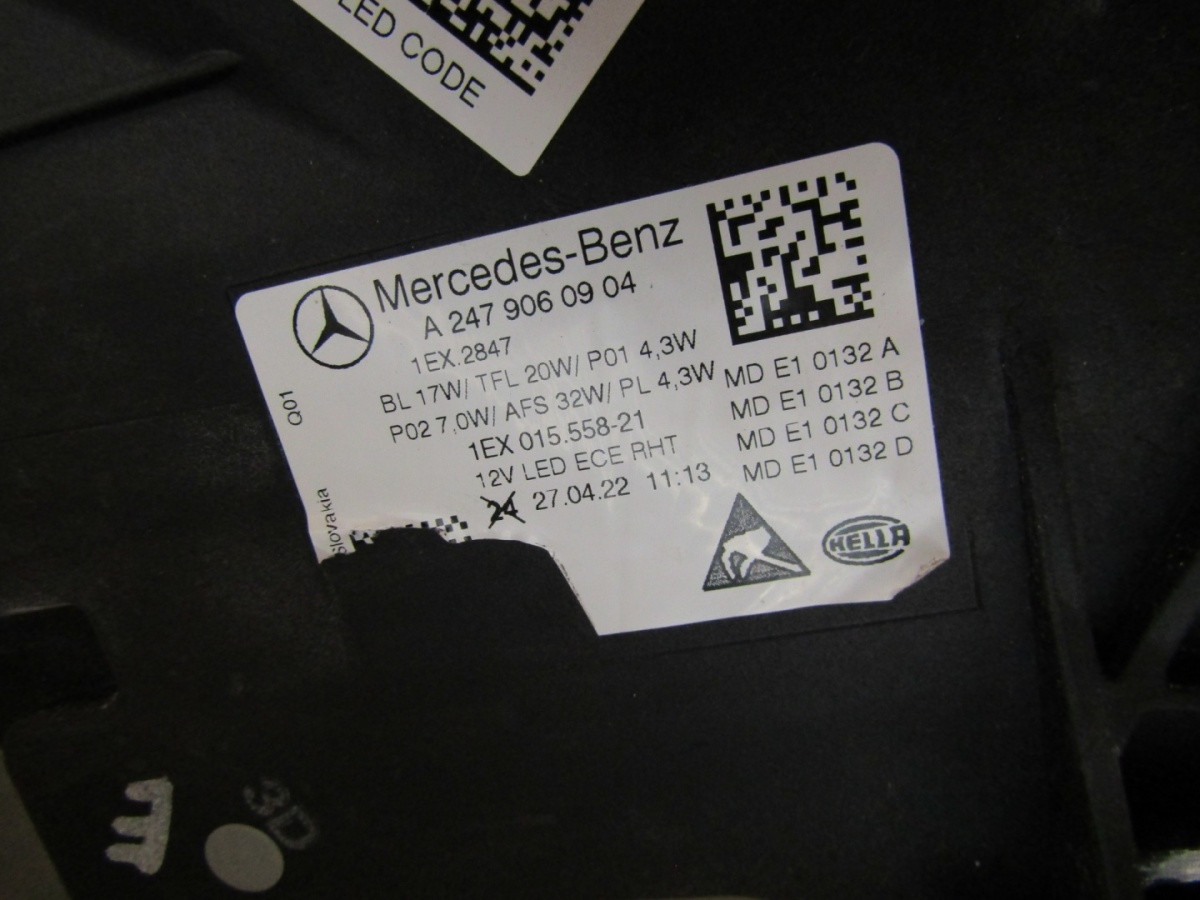 LED CODE
Mercedes-Benz
A 247 906 09 04
1EX.2847
BL 17W/ TFL 20W/ P01 4,3W
P02 7,0W/ AFS 32W/ PL 4,3W
1EX 015.558-21
12V LED ECE RHT
24 27.04.22 11:13
MD E1 0132 A
MD E1 0132 B
MD E1 0132 C
MD E1 0132 D
Q01
Slovakia
HELLA
E
3D